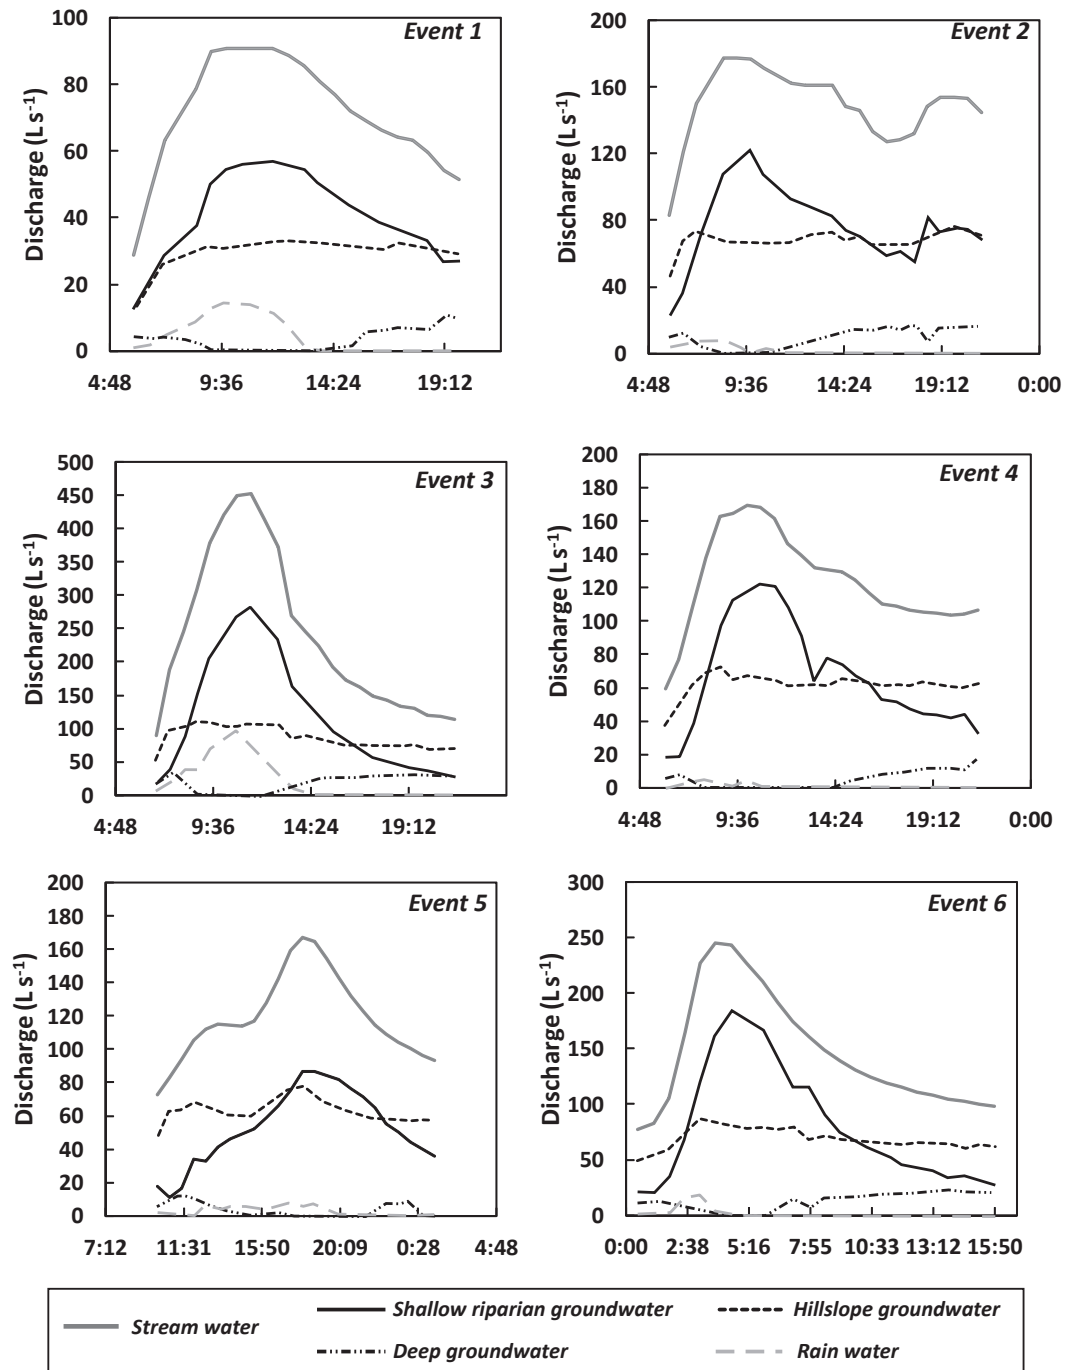 Event 1
Discharge (L s-1)
100
80
60
40
20
0
4:48 9:36 14:24 19:12
Event 2
Discharge (L s-1)
200
160
120
80
40
0
4:48 9:36 14:24 19:12 0:00
Event 3
Discharge (L s-1)
500
450
400
350
300
250
200
150
100
50
0
4:48 9:36 14:24 19:12
Event 4
Discharge (L s-1)
200
180
160
140
120
100
80
60
40
20
0
4:48 9:36 14:24 19:12 0:00
Event 5
Discharge (L s-1)
200
180
160
140
120
100
80
60
40
20
0
7:12 11:31 15:50 20:09 0:28 4:48
Event 6
Discharge (L s-1)
300
250
200
150
100
50
0
0:00 2:38 5:16 7:55 10:33 13:12 15:50
Stream water
Shallow riparian groundwater
Hillslope groundwater
Deep groundwater
Rain water